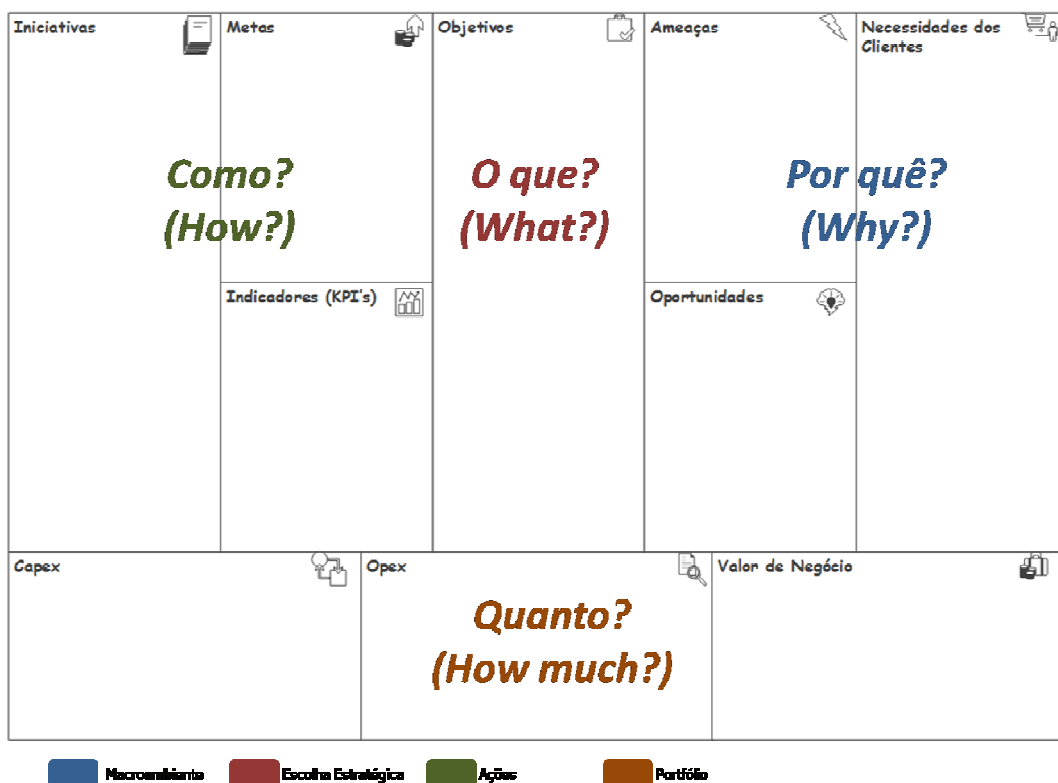 Iniciativas
Metas
Objetivos
Ameaças
Necessidades dos
Clientes
Como?
(How?)
O que?
(What?)
Por quê?
(Why?)
Indicadores (KPI's)
Oportunidades
Capex
Opex
Valor de Negócio
Quanto?
(How much?)
Macroambiente
Escolha Estratégica
Ações
Portfólio